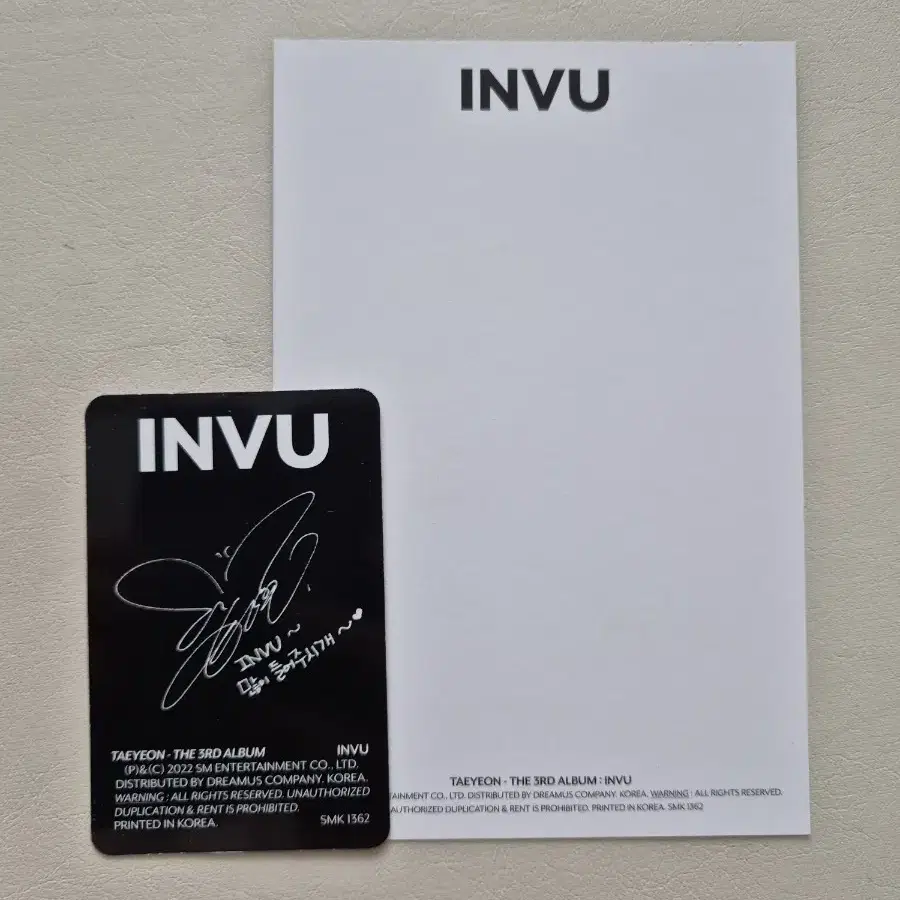 INVU
INVU
INVU ~
많이 들어주시개 ~ ♥
TAEYEON - THE 3RD ALBUM INVU
(P)&(C) 2022 SM ENTERTAINMENT CO., LTD.
DISTRIBUTED BY DREAMUS COMPANY. KOREA.
WARNING : ALL RIGHTS RESERVED. UNAUTHORIZED
DUPLICATION & RENT IS PROHIBITED.
PRINTED IN KOREA. SMK 1362
TAEYEON - THE 3RD ALBUM : INVU
TAINMENT CO., LTD. DISTRIBUTED BY DREAMUS COMPANY. KOREA. WARNING : ALL RIGHTS RESERVED.
AUTHORIZED DUPLICATION & RENT IS PROHIBITED. PRINTED IN KOREA. SMK 1362